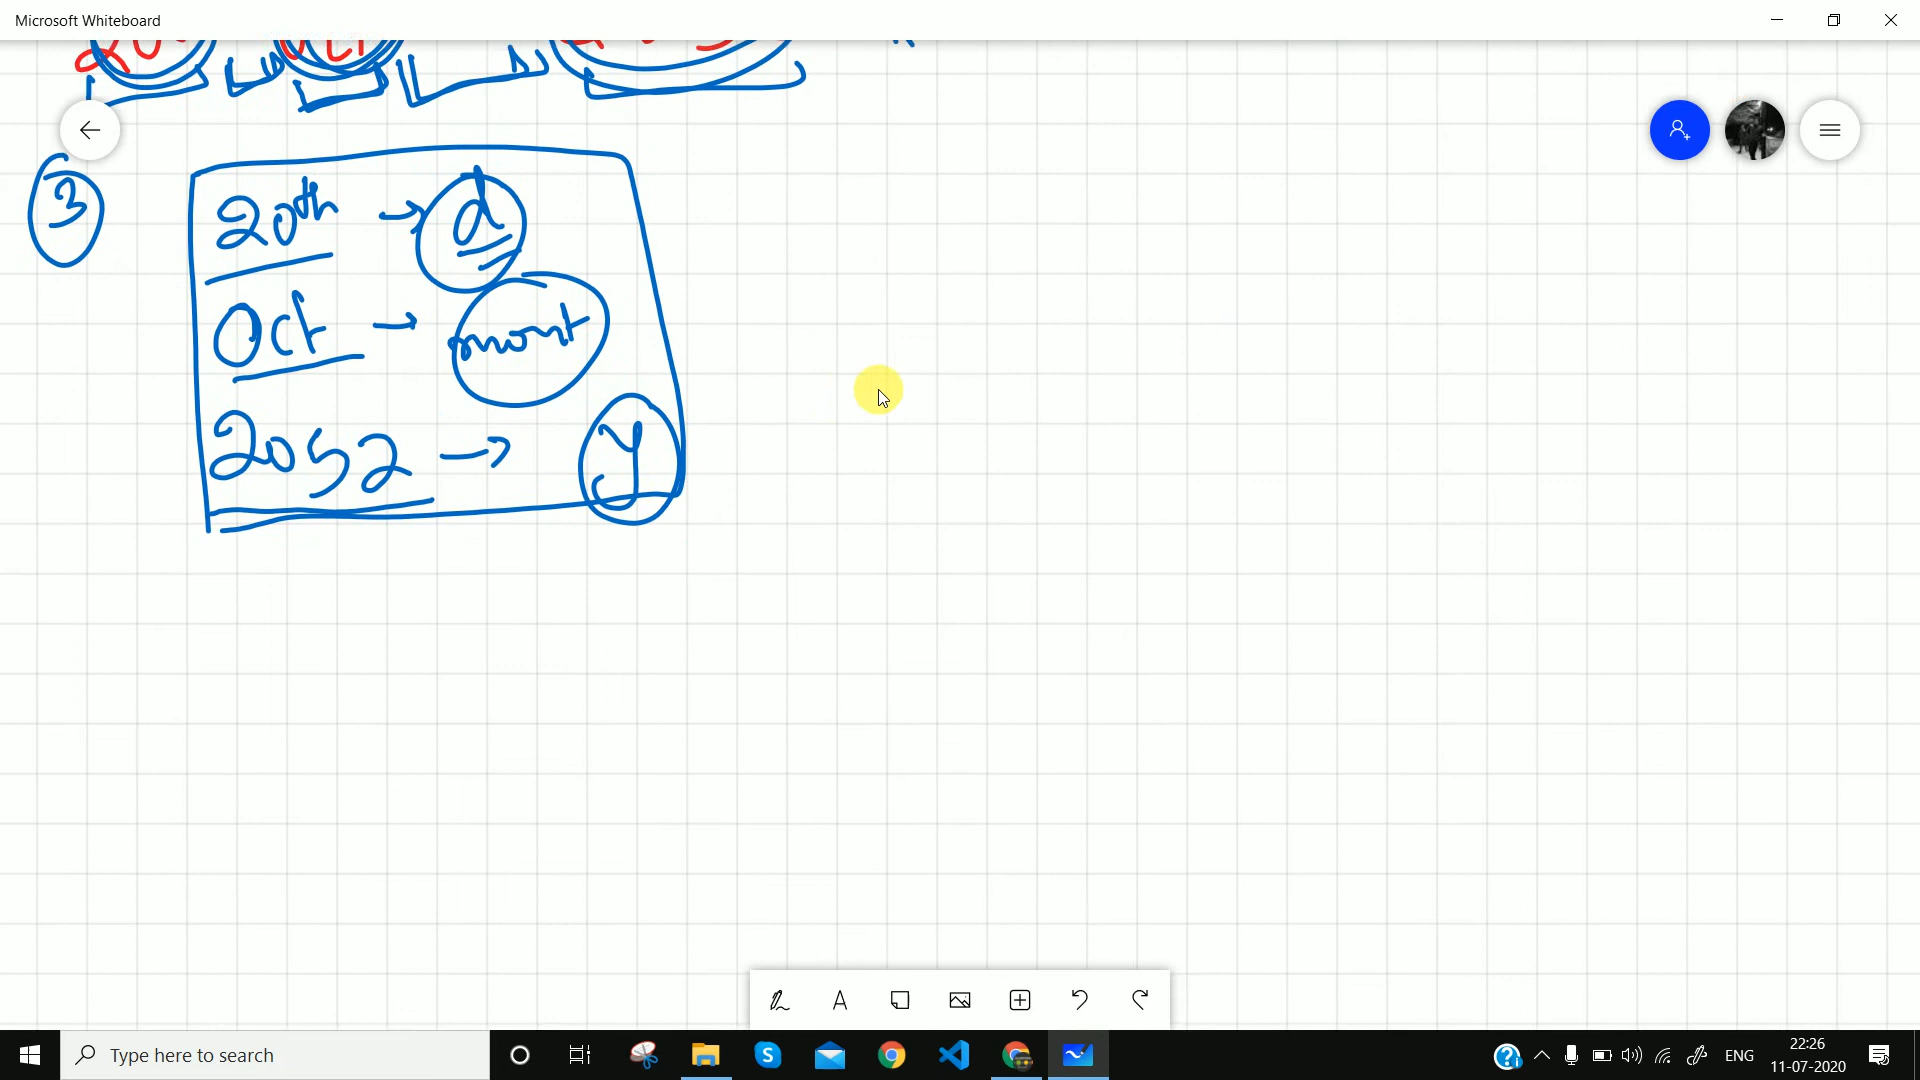 Microsoft Whiteboard
3
20th → d
Oct → mont
2052 → y
A
Type here to search
ENG
22:26
11-07-2020